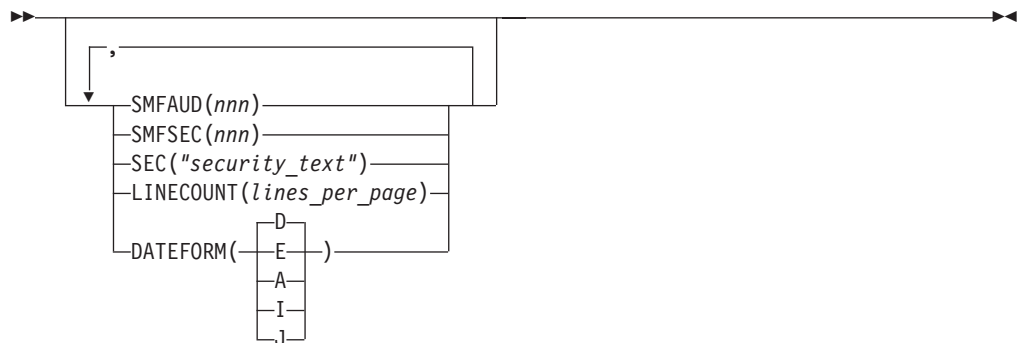 ,
SMFAUD(nnn)
SMFSEC(nnn)
SEC("security_text")
LINECOUNT(lines_per_page)
D
DATEFORM( E )
A
I
J